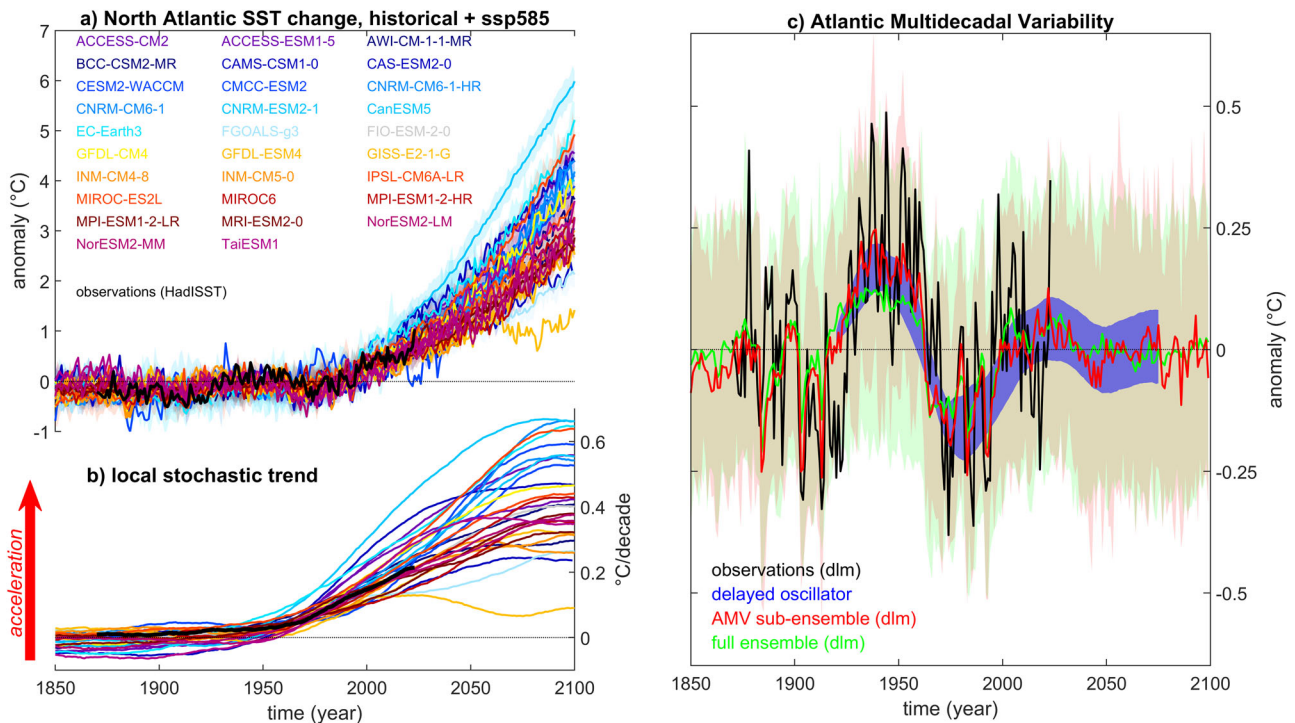 a) North Atlantic SST change, historical + ssp585
ACCESS-CM2 ACCESS-ESM1-5 AWI-CM-1-1-MR
BCC-CSM2-MR CAMS-CSM1-0 CAS-ESM2-0
CESM2-WACCM CMCC-ESM2 CNRM-CM6-1-HR
CNRM-CM6-1 CNRM-ESM2-1 CanESM5
EC-Earth3 FGOALS-g3 FIO-ESM-2-0
GFDL-CM4 GFDL-ESM4 GISS-E2-1-G
INM-CM4-8 INM-CM5-0 IPSL-CM6A-LR
MIROC-ES2L MIROC6 MPI-ESM1-2-HR
MPI-ESM1-2-LR MRI-ESM2-0 NorESM2-LM
NorESM2-MM TaiESM1
observations (HadISST)
anomaly (°C)
7
6
5
4
3
2
1
0
-1
b) local stochastic trend
acceleration
0.6
0.4
0.2
0
°C/decade
1850 1900 1950 2000 2050 2100
time (year)
c) Atlantic Multidecadal Variability
0.5
0.25
0
-0.25
-0.5
anomaly (°C)
observations (dlm)
delayed oscillator
AMV sub-ensemble (dlm)
full ensemble (dlm)
1850 1900 1950 2000 2050 2100
time (year)